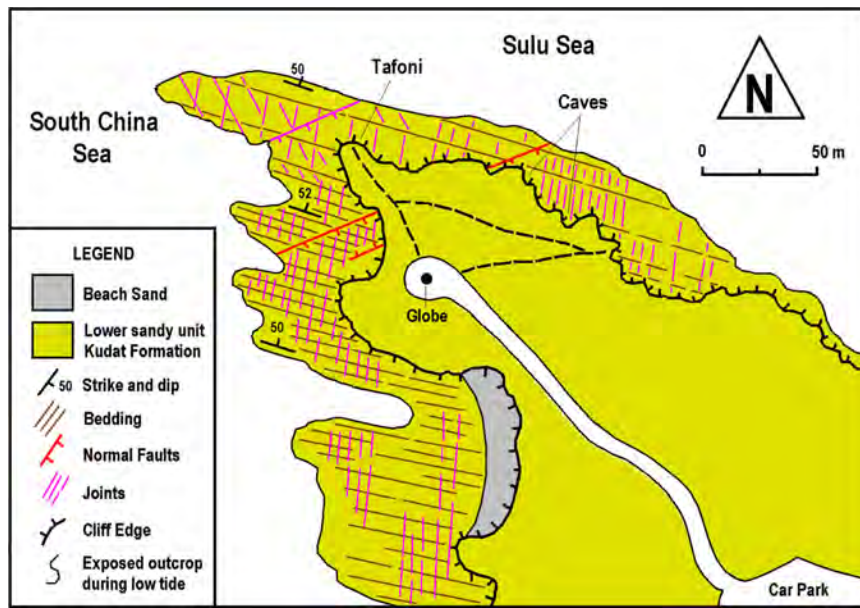 Sulu Sea
Tafoni
N
50
Caves
South China
Sea
0 50 m
52
LEGEND
Beach Sand
Globe
Lower sandy unit
Kudat Formation
50
50 Strike and dip
Bedding
Normal Faults
Joints
Cliff Edge
Exposed outcrop
during low tide
Car Park